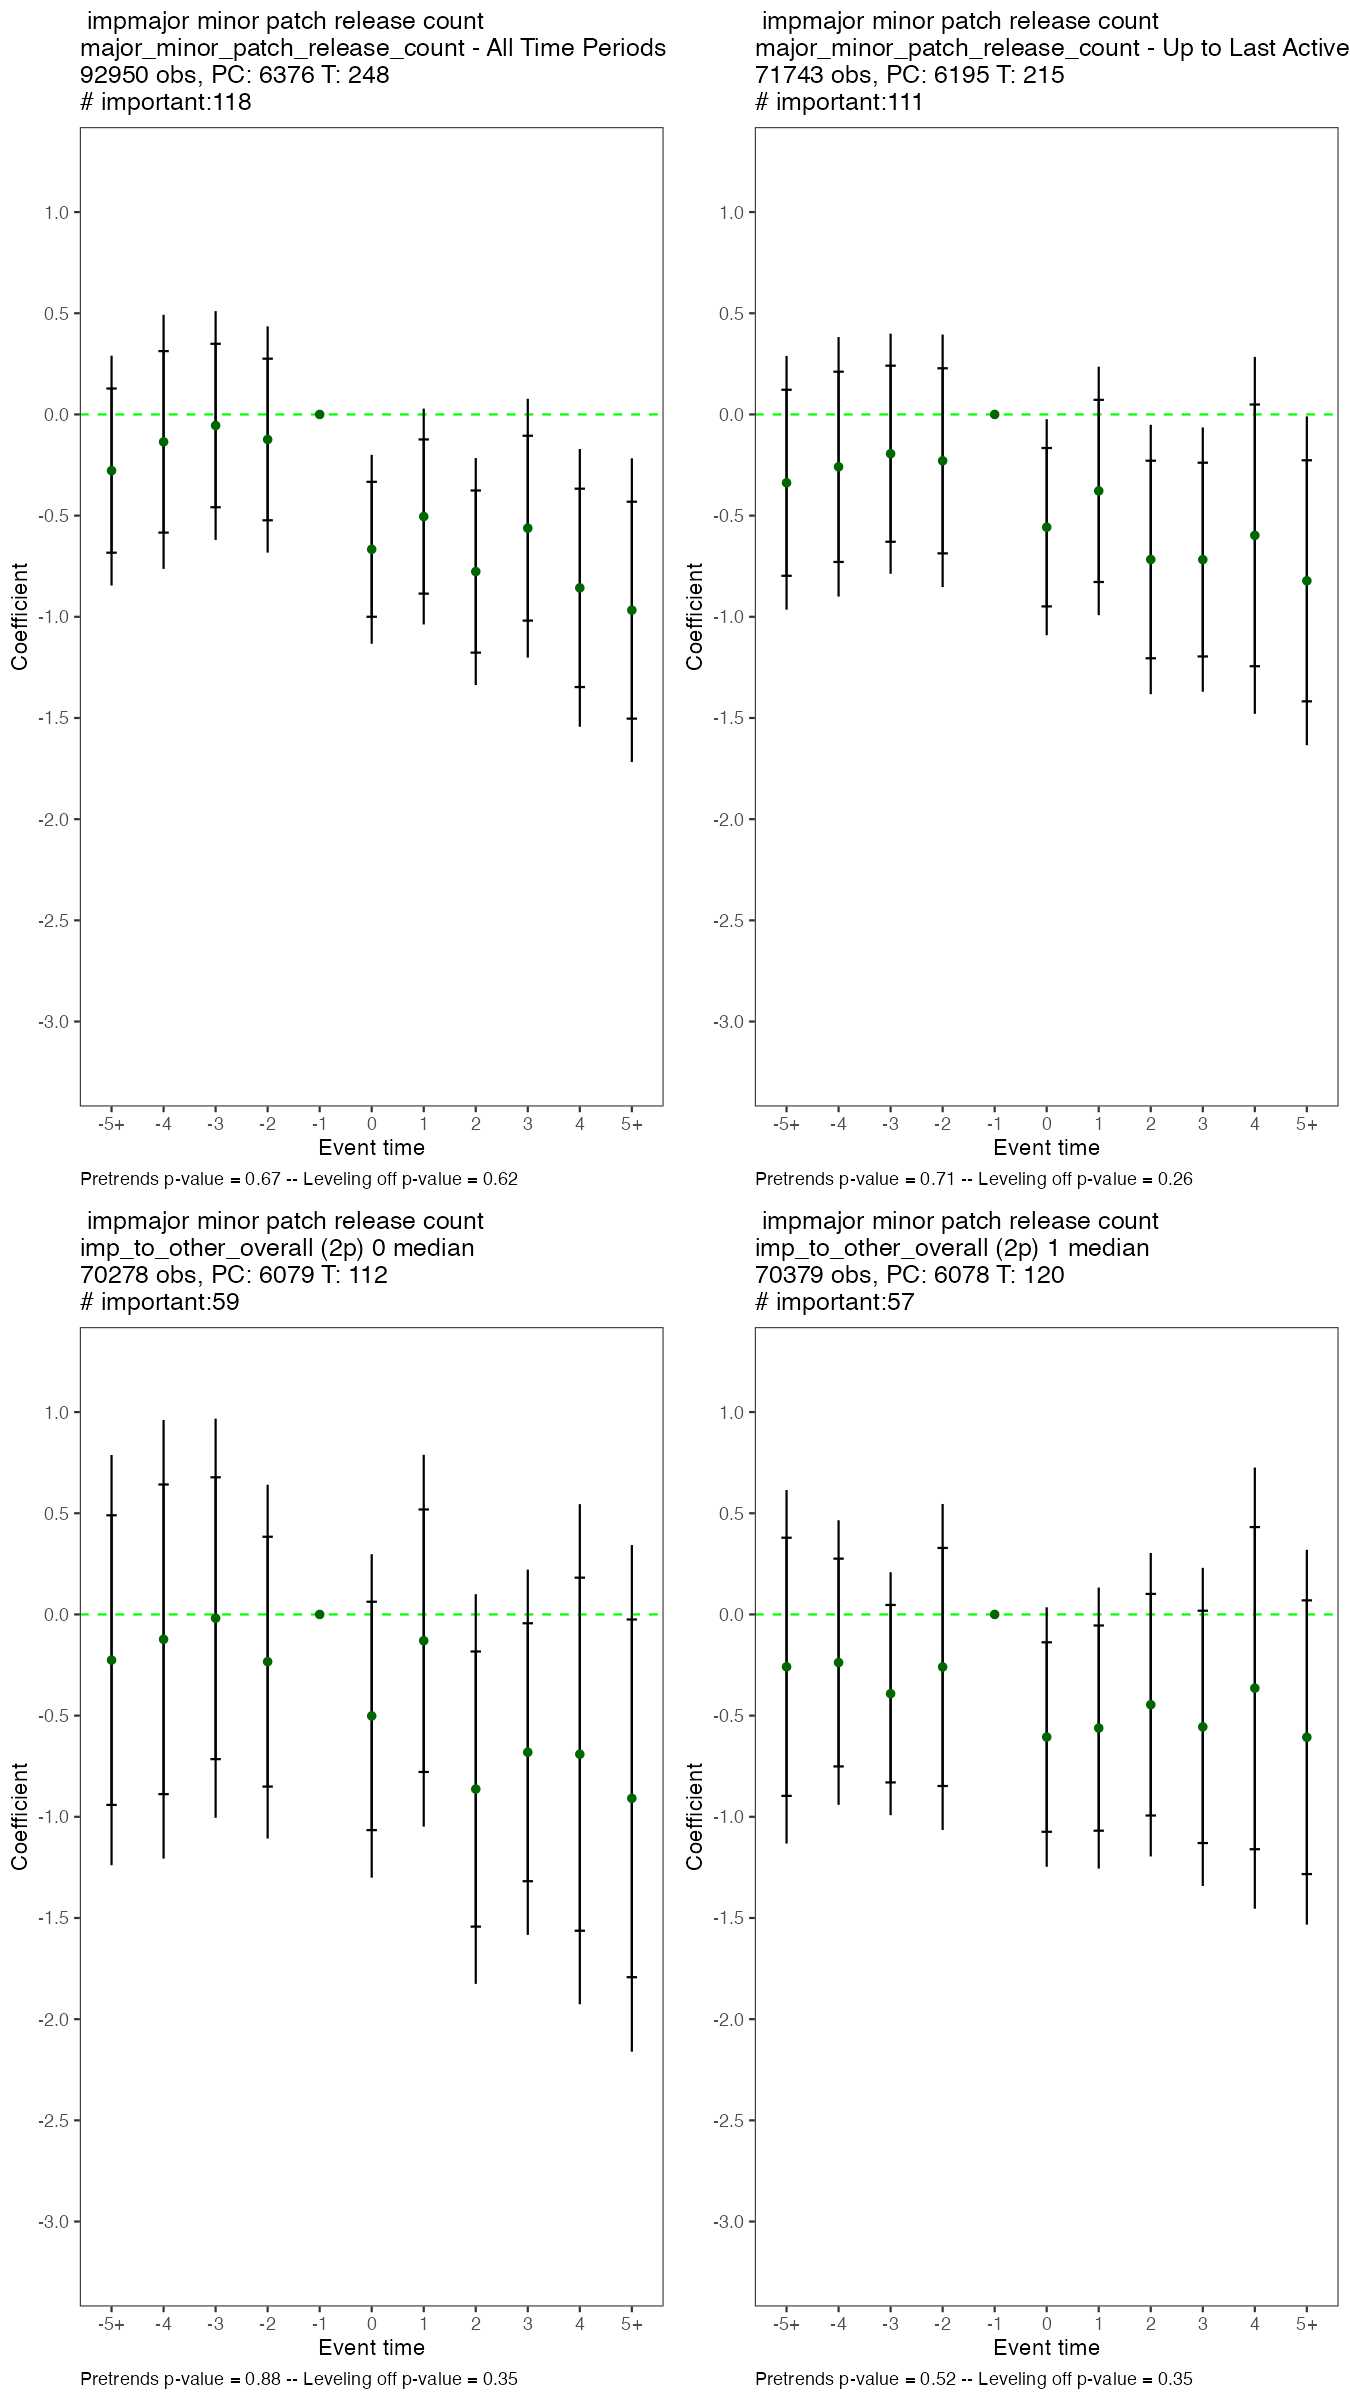 impmajor minor patch release count
major_minor_patch_release_count - All Time Periods
92950 obs, PC: 6376 T: 248
# important:118
1.0
0.5
0.0
-0.5
-1.0
-1.5
-2.0
-2.5
-3.0
Coefficient
-5+ -4 -3 -2 -1 0 1 2 3 4 5+
Event time
Pretrends p-value = 0.67 -- Leveling off p-value = 0.62
impmajor minor patch release count
major_minor_patch_release_count - Up to Last Active
71743 obs, PC: 6195 T: 215
# important:111
1.0
0.5
0.0
-0.5
-1.0
-1.5
-2.0
-2.5
-3.0
Coefficient
-5+ -4 -3 -2 -1 0 1 2 3 4 5+
Event time
Pretrends p-value = 0.71 -- Leveling off p-value = 0.26
impmajor minor patch release count
imp_to_other_overall (2p) 0 median
70278 obs, PC: 6079 T: 112
# important:59
1.0
0.5
0.0
-0.5
-1.0
-1.5
-2.0
-2.5
-3.0
Coefficient
-5+ -4 -3 -2 -1 0 1 2 3 4 5+
Event time
Pretrends p-value = 0.88 -- Leveling off p-value = 0.35
impmajor minor patch release count
imp_to_other_overall (2p) 1 median
70379 obs, PC: 6078 T: 120
# important:57
1.0
0.5
0.0
-0.5
-1.0
-1.5
-2.0
-2.5
-3.0
Coefficient
-5+ -4 -3 -2 -1 0 1 2 3 4 5+
Event time
Pretrends p-value = 0.52 -- Leveling off p-value = 0.35